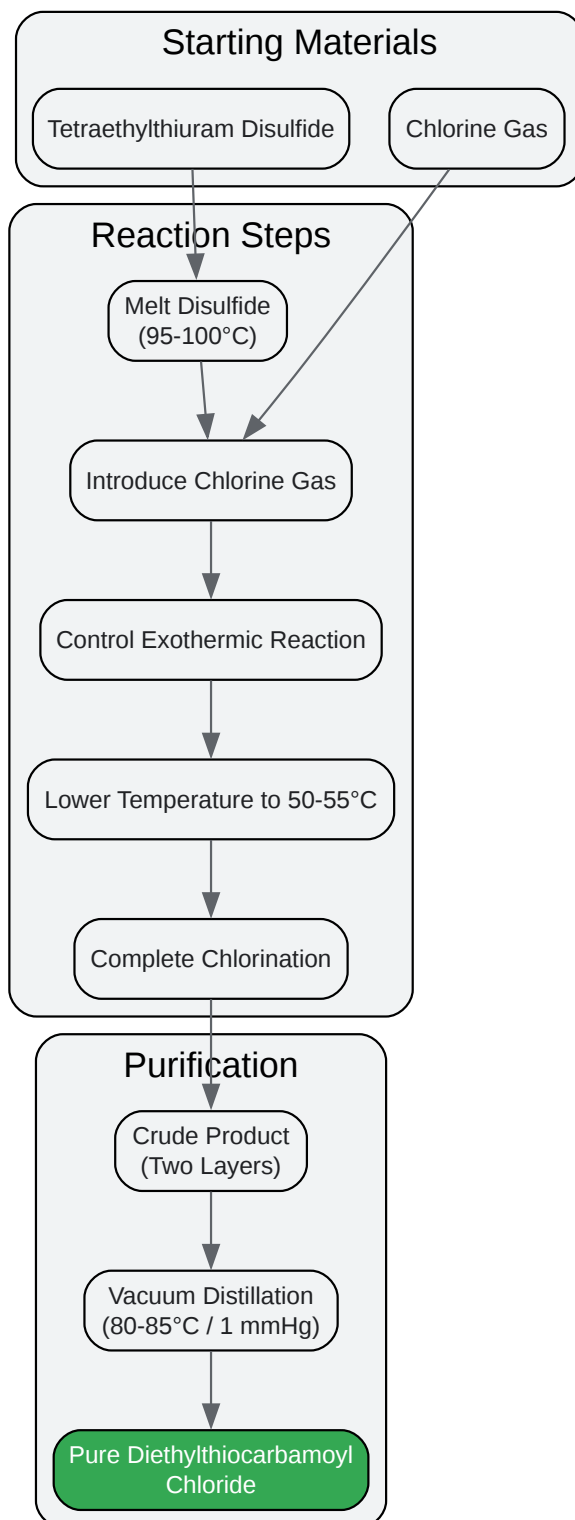 Starting Materials
Tetraethylthiuram Disulfide
Chlorine Gas
Reaction Steps
Melt Disulfide
(95-100°C)
Introduce Chlorine Gas
Control Exothermic Reaction
Lower Temperature to 50-55°C
Complete Chlorination
Purification
Crude Product
(Two Layers)
Vacuum Distillation
(80-85°C / 1 mmHg)
Pure Diethylthiocarbamoyl
Chloride